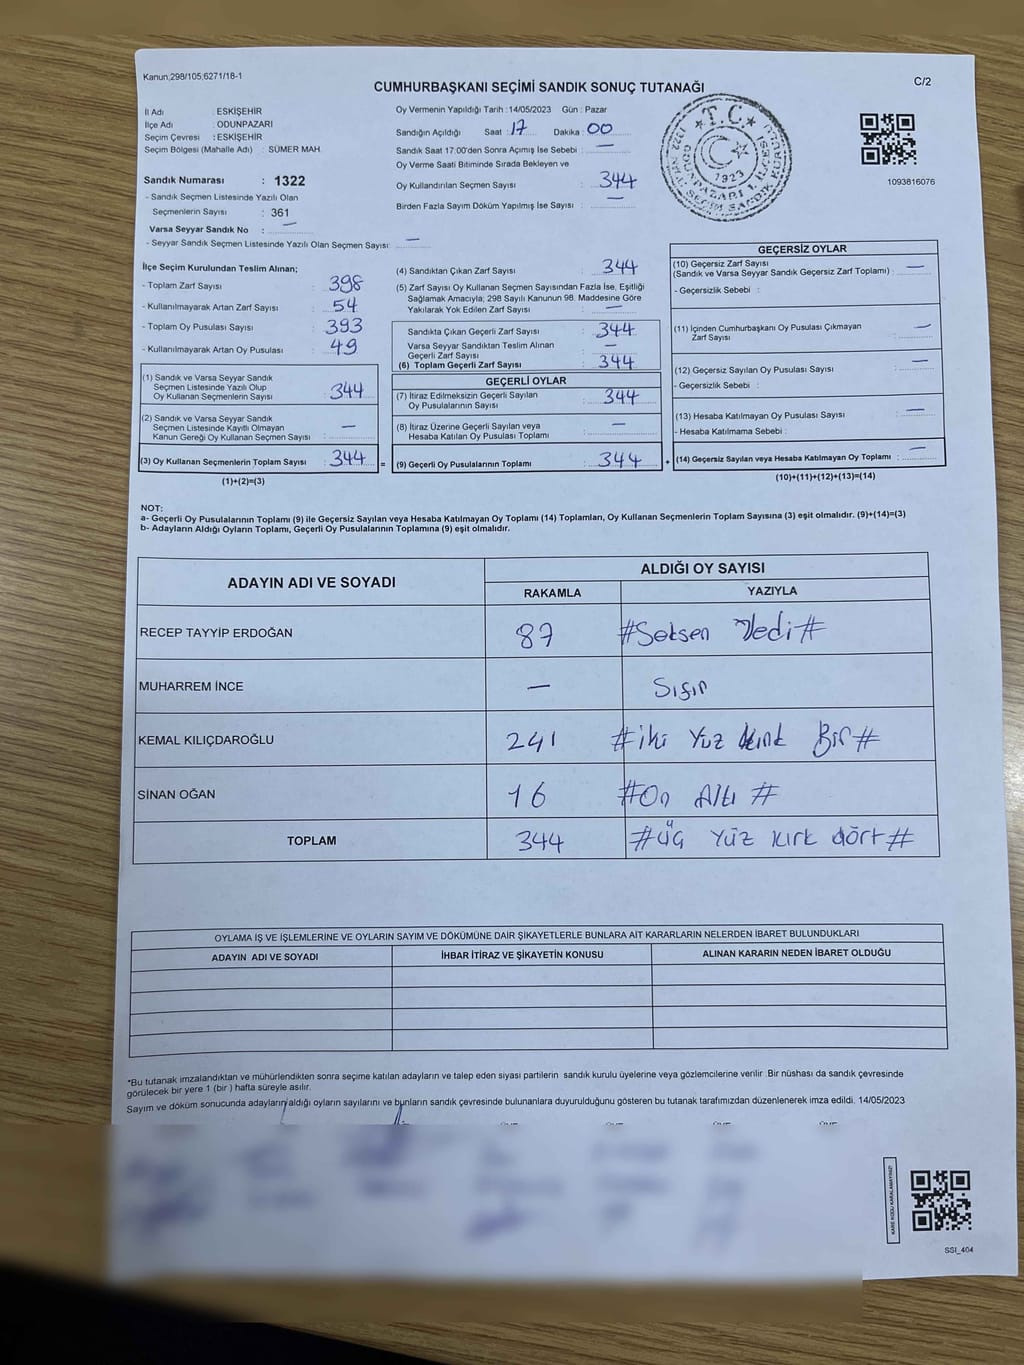 Kanun;298/105;6271/18-1
CUMHURBAŞKANI SEÇİMİ SANDIK SONUÇ TUTANAĞI
C/2
İl Adı : ESKİŞEHİR
İlçe Adı : ODUNPAZARI
Seçim Çevresi : ESKİŞEHİR
Seçim Bölgesi (Mahalle Adı) : SÜMER MAH.
Sandık Numarası : 1322
- Sandık Seçmen Listesinde Yazılı Olan
Seçmenlerin Sayısı : 361
Varsa Seyyar Sandık No : —
- Seyyar Sandık Seçmen Listesinde Yazılı Olan Seçmen Sayısı: —
Oy Vermenin Yapıldığı Tarih : 14/05/2023 Gün : Pazar
Sandığın Açıldığı Saat : 17 Dakika : 00
Sandık Saat 17:00'den Sonra Açımış İse Sebebi : —
Oy Verme Saati Bitiminde Sırada Bekleyen ve
Oy Kullandırılan Seçmen Sayısı : 344
Birden Fazla Sayım Döküm Yapılmış İse Sayısı : —
T.C.
1923
1093816076
İlçe Seçim Kurulundan Teslim Alınan;
- Toplam Zarf Sayısı : 398
- Kullanılmayarak Artan Zarf Sayısı : 54
- Toplam Oy Pusulası Sayısı : 393
- Kullanılmayarak Artan Oy Pusulası : 49
(1) Sandık ve Varsa Seyyar Sandık
Seçmen Listesinde Yazılı Olup
Oy Kullanan Seçmenlerin Sayısı : 344
(2) Sandık ve Varsa Seyyar Sandık
Seçmen Listesinde Kayıtlı Olmayan
Kanun Gereği Oy Kullanan Seçmen Sayısı : —
(3) Oy Kullanan Seçmenlerin Toplam Sayısı : 344
(1)+(2)=(3)
=
(4) Sandıktan Çıkan Zarf Sayısı : 344
(5) Zarf Sayısı Oy Kullanan Seçmen Sayısından Fazla İse, Eşitliği
Sağlamak Amacıyla; 298 Sayılı Kanunun 98. Maddesine Göre
Yakılarak Yok Edilen Zarf Sayısı : —
Sandıkta Çıkan Geçerli Zarf Sayısı : 344
Varsa Seyyar Sandıktan Teslim Alınan
Geçerli Zarf Sayısı : —
(6) Toplam Geçerli Zarf Sayısı : 344
GEÇERLİ OYLAR
(7) İtiraz Edilmeksizin Geçerli Sayılan
Oy Pusulalarının Sayısı : 344
(8) İtiraz Üzerine Geçerli Sayılan veya
Hesaba Katılan Oy Pusulası Toplamı : —
(9) Geçerli Oy Pusulalarının Toplamı : 344
+
GEÇERSİZ OYLAR
(10) Geçersiz Zarf Sayısı
(Sandık ve Varsa Seyyar Sandık Geçersiz Zarf Toplamı) : —
- Geçersizlik Sebebi :
(11) İçinden Cumhurbaşkanı Oy Pusulası Çıkmayan
Zarf Sayısı : —
(12) Geçersiz Sayılan Oy Pusulası Sayısı : —
- Geçersizlik Sebebi :
(13) Hesaba Katılmayan Oy Pusulası Sayısı : —
- Hesaba Katılmama Sebebi :
(14) Geçersiz Sayılan veya Hesaba Katılmayan Oy Toplamı : —
(10)+(11)+(12)+(13)=(14)
NOT:
a- Geçerli Oy Pusulalarının Toplamı (9) ile Geçersiz Sayılan veya Hesaba Katılmayan Oy Toplamı (14) Toplamları, Oy Kullanan Seçmenlerin Toplam Sayısına (3) eşit olmalıdır. (9)+(14)=(3)
b- Adayların Aldığı Oyların Toplamı, Geçerli Oy Pusulalarının Toplamına (9) eşit olmalıdır.
ADAYIN ADI VE SOYADI
ALDIĞI OY SAYISI
RAKAMLA YAZIYLA
RECEP TAYYİP ERDOĞAN 87 #Seksen Yedi#
MUHARREM İNCE — Sıfır
KEMAL KILIÇDAROĞLU 241 #iki Yuz Kırk Bir#
SİNAN OĞAN 16 #On Altı #
TOPLAM 344 #üç Yüz kırk dört#
OYLAMA İŞ VE İŞLEMLERİNE VE OYLARIN SAYIM VE DÖKÜMÜNE DAİR ŞİKAYETLERLE BUNLARA AİT KARARLARIN NELERDEN İBARET BULUNDUKLARI
ADAYIN ADI VE SOYADI İHBAR İTİRAZ VE ŞİKAYETİN KONUSU ALINAN KARARIN NEDEN İBARET OLDUĞU
*Bu tutanak imzalandıktan ve mühürlendikten sonra seçime katılan adayların ve talep eden siyasi partilerin sandık kurulu üyelerine veya gözlemcilerine verilir .Bir nüshası da sandık çevresinde
görülecek bir yere 1 (bir ) hafta süreyle asılır.
Sayım ve döküm sonucunda adayların aldığı oyların sayılarını ve bunların sandık çevresinde bulunanlara duyurulduğunu gösteren bu tutanak tarafımızdan düzenlenerek imza edildi. 14/05/2023
KARE KODU KARALAMAYINIZ!
SSI_404